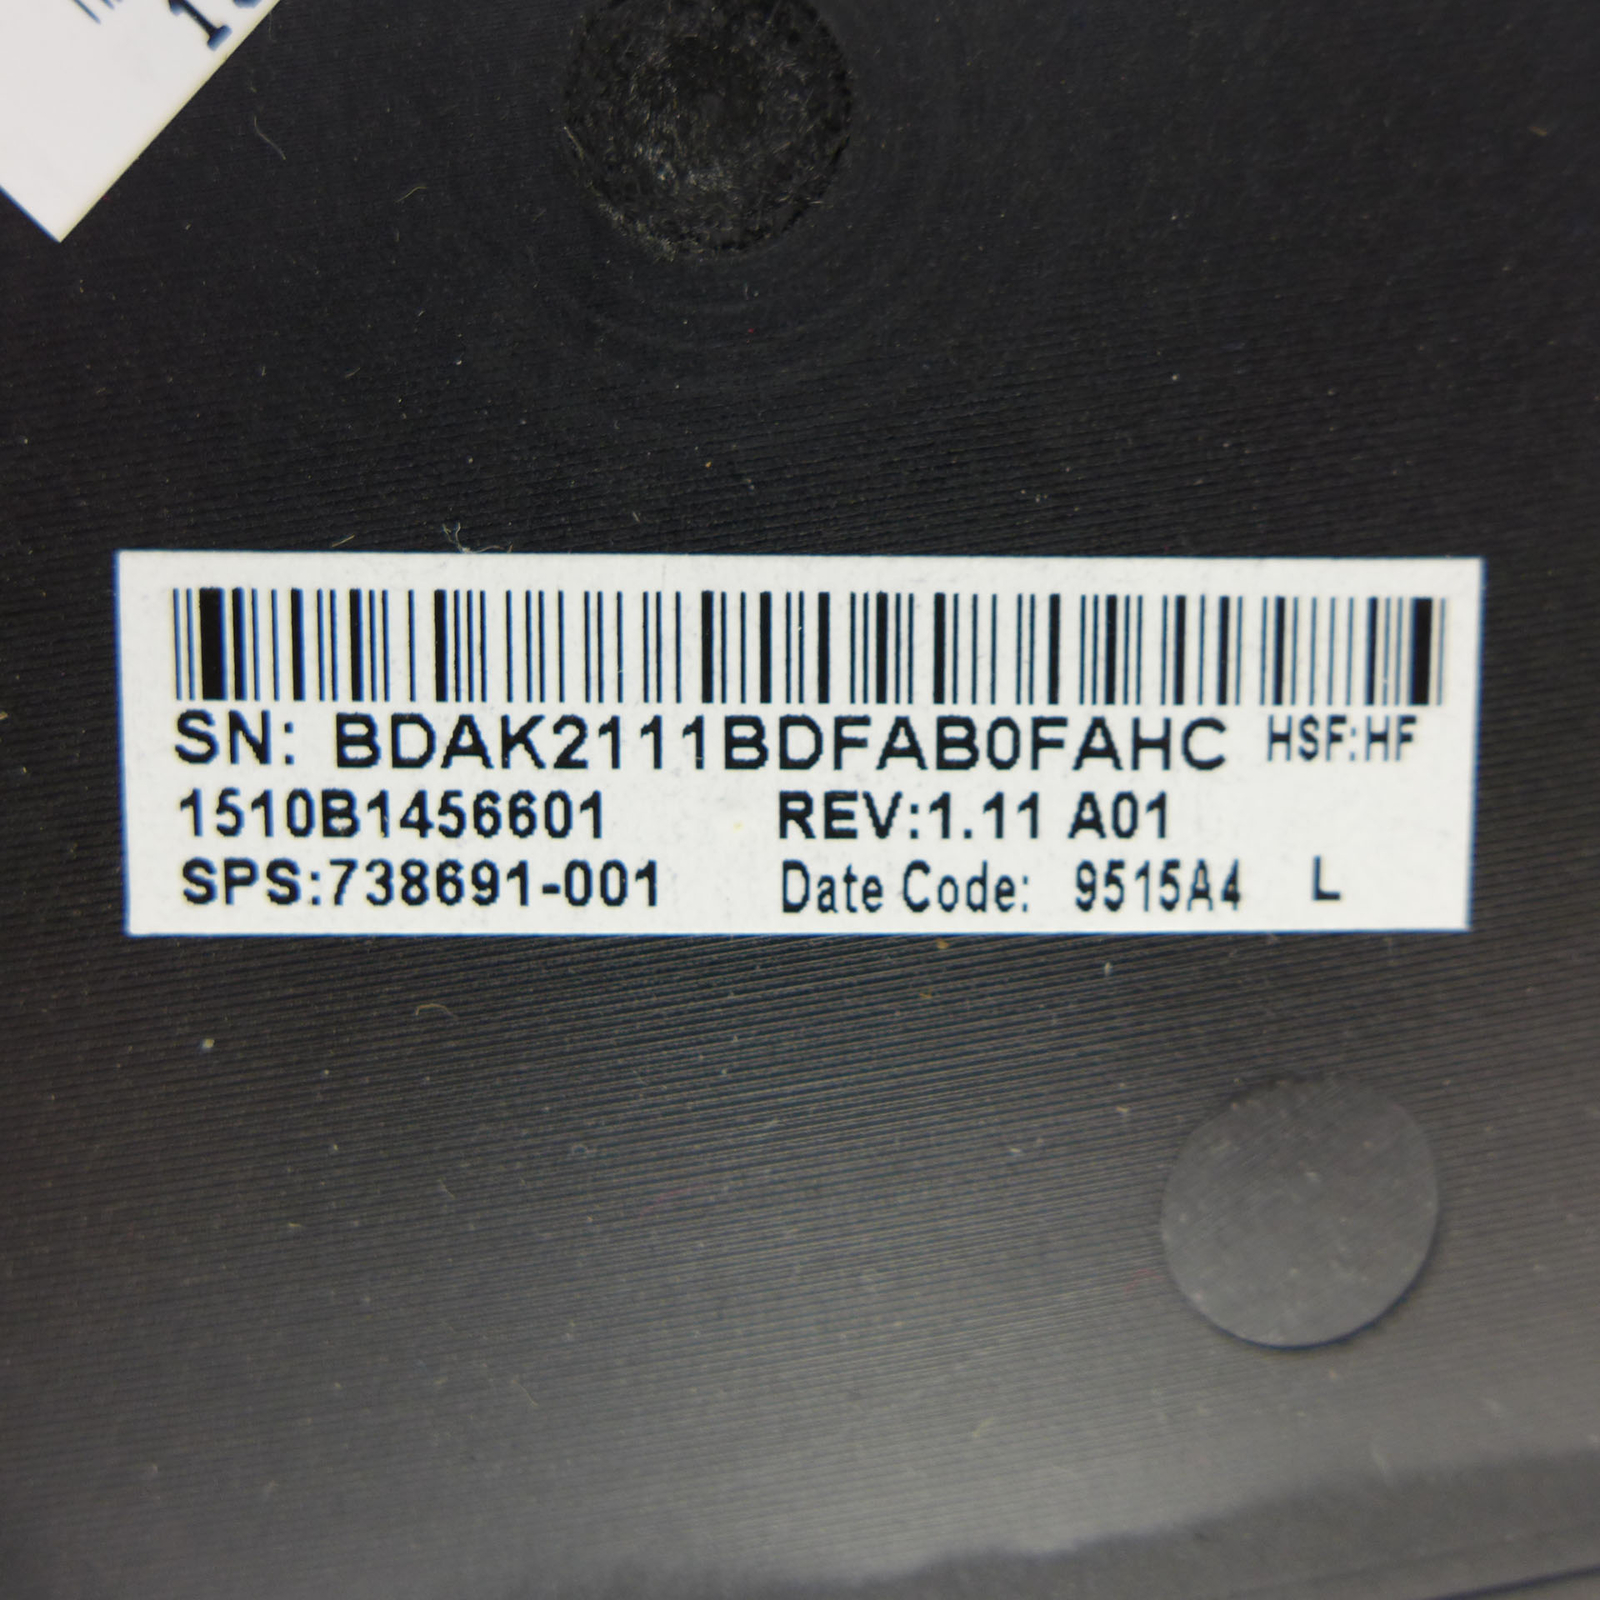 SN: BDAK2111BDFAB0FAHC HSF:HF
1510B1456601 REV:1.11 A01
SPS:738691-001 Date Code: 9515A4 L